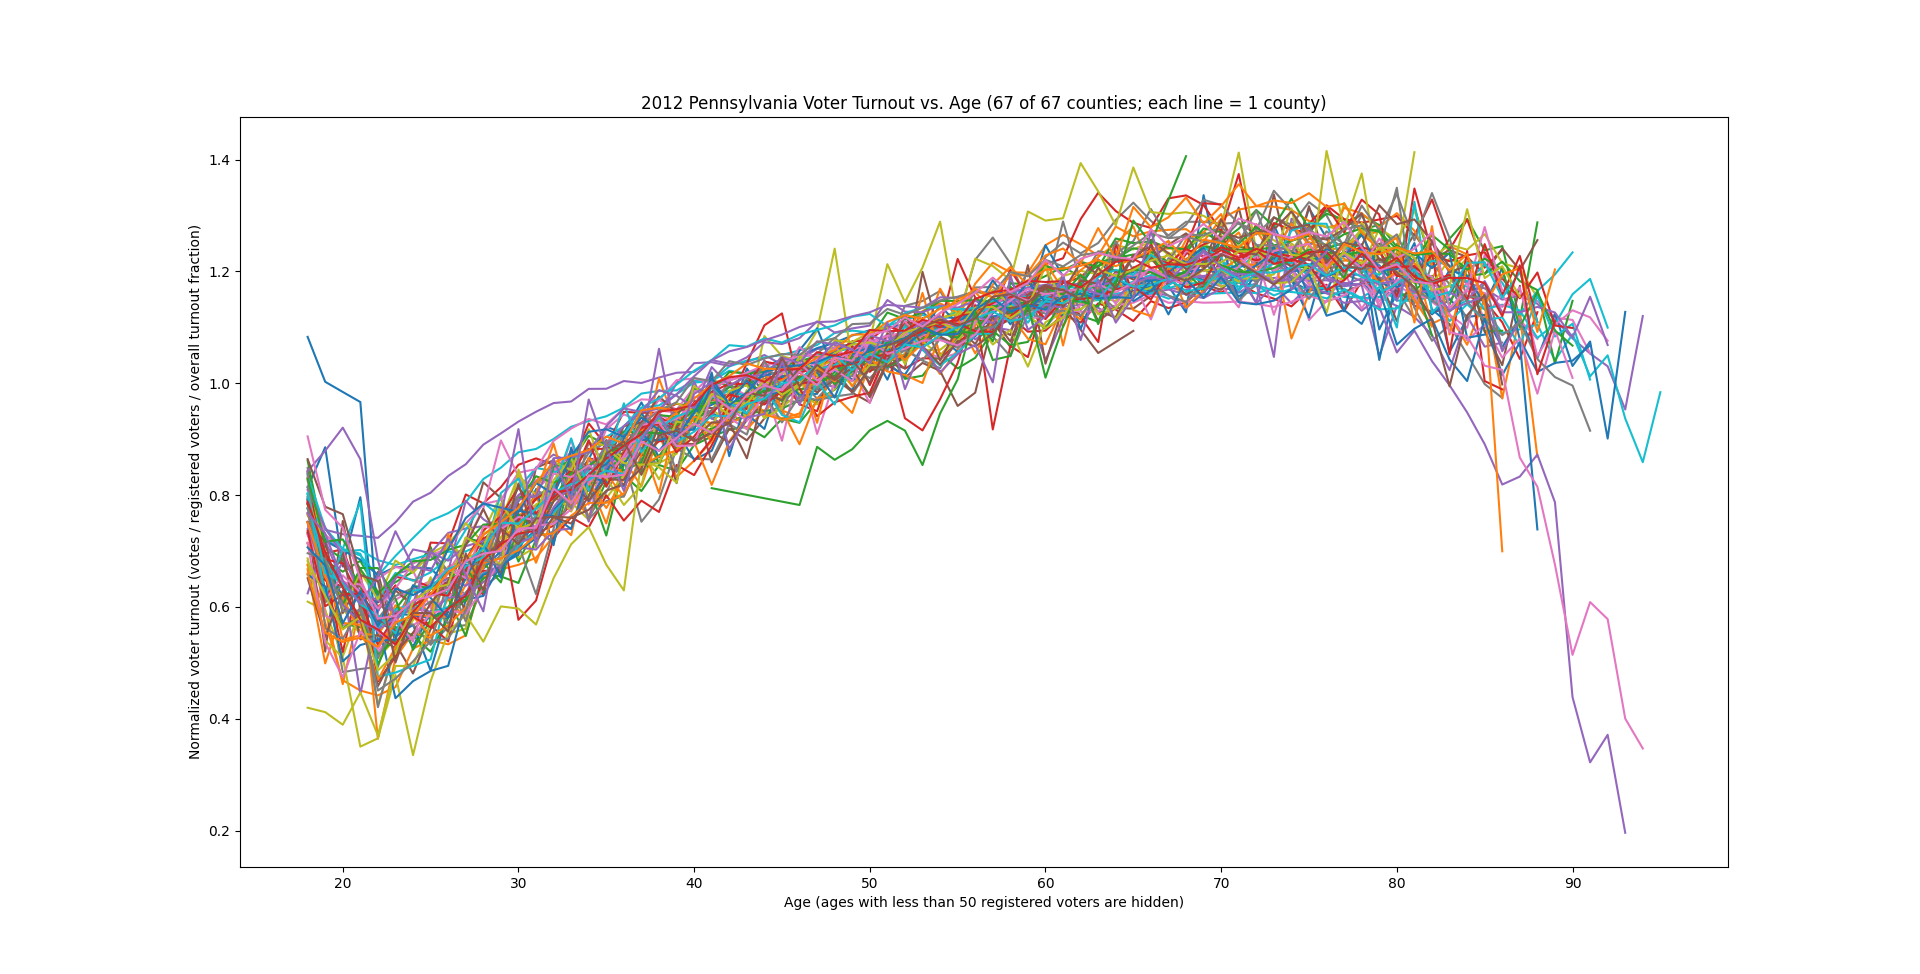 2012 Pennsylvania Voter Turnout vs. Age (67 of 67 counties; each line = 1 county)
Normalized voter turnout (votes / registered voters / overall turnout fraction)
1.4
1.2
1.0
0.8
0.6
0.4
0.2
20 30 40 50 60 70 80 90
Age (ages with less than 50 registered voters are hidden)